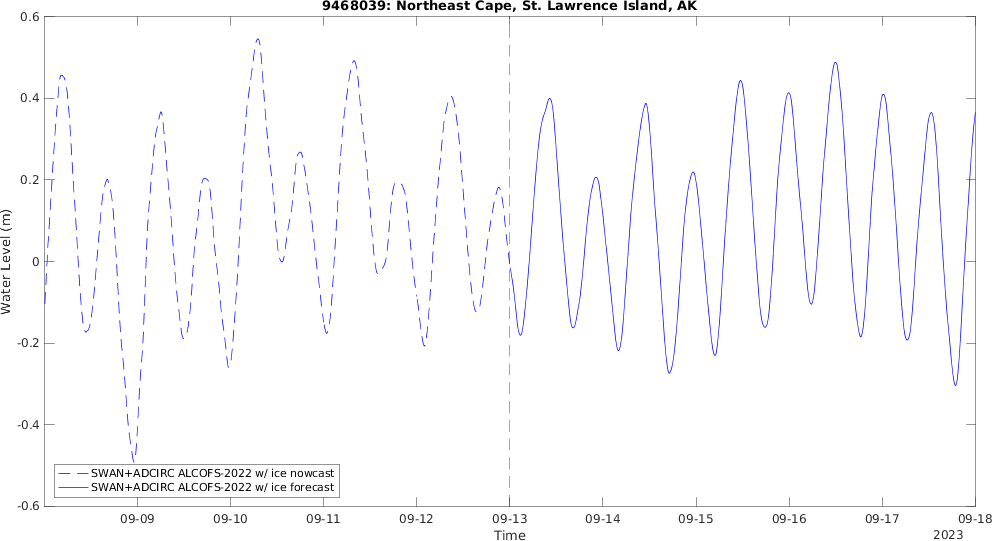 9468039: Northeast Cape, St. Lawrence Island, AK
0.6
0.4
0.2
0
-0.2
-0.4
-0.6
Water Level (m)
SWAN+ADCIRC ALCOFS-2022 w/ ice nowcast
SWAN+ADCIRC ALCOFS-2022 w/ ice forecast
09-09 09-10 09-11 09-12 09-13 09-14 09-15 09-16 09-17 09-18
Time
2023